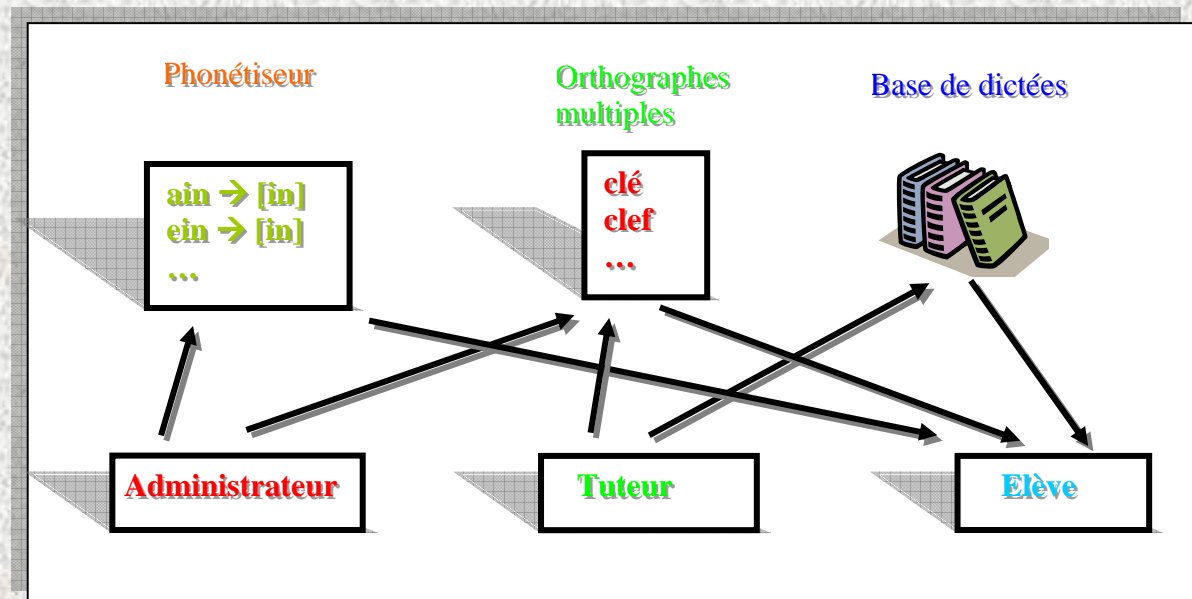 Phonétiseur
Orthographes
multiples
Base de dictées
ain → [in]
ein → [in]
…
clé
clef
…
Administrateur
Tuteur
Elève